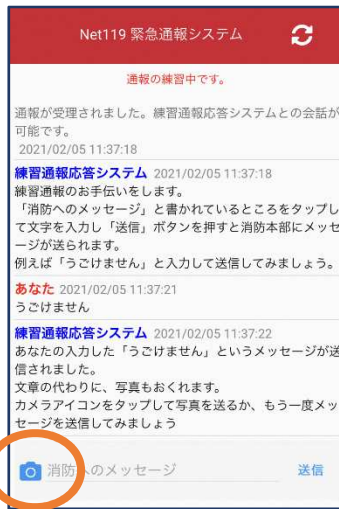 Net119 緊急通報システム
通報の練習中です。
通報が受理されました。練習通報応答システムとの会話が
可能です。
2021/02/05 11:37:18
練習通報応答システム 2021/02/05 11:37:18
練習通報のお手伝いをします。
「消防へのメッセージ」と書かれているところをタップし
て文字を入力し「送信」ボタンを押すと消防本部にメッセ
ージが送られます。
例えば「うごけません」と入力して送信してみましょう。
あなた 2021/02/05 11:37:21
うごけません
練習通報応答システム 2021/02/05 11:37:22
あなたの入力した「うごけません」というメッセージが送
信されました。
文章の代わりに、写真もおくれます。
カメラアイコンをタップして写真を送るか、もう一度メッ
セージを送信してみましょう
消防へのメッセージ 送信